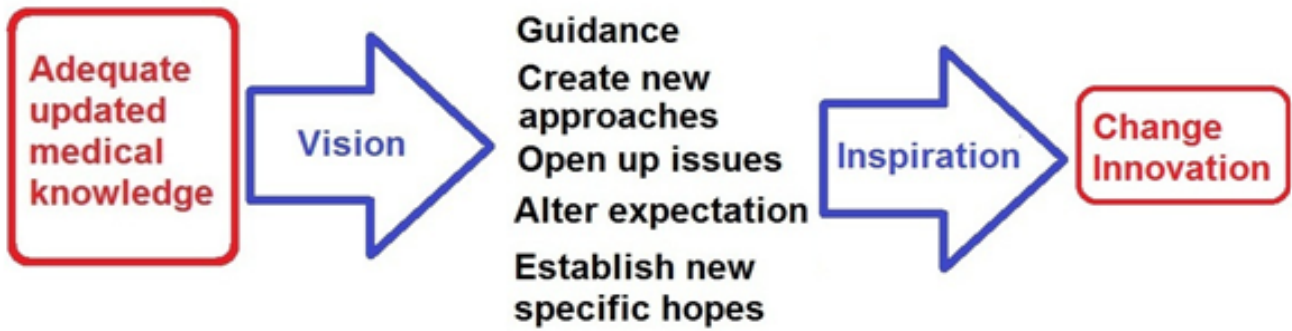 Adequate
updated
medical
knowledge
Vision
Guidance
Create new
approaches
Open up issues
Alter expectation
Establish new
specific hopes
Inspiration
Change
Innovation